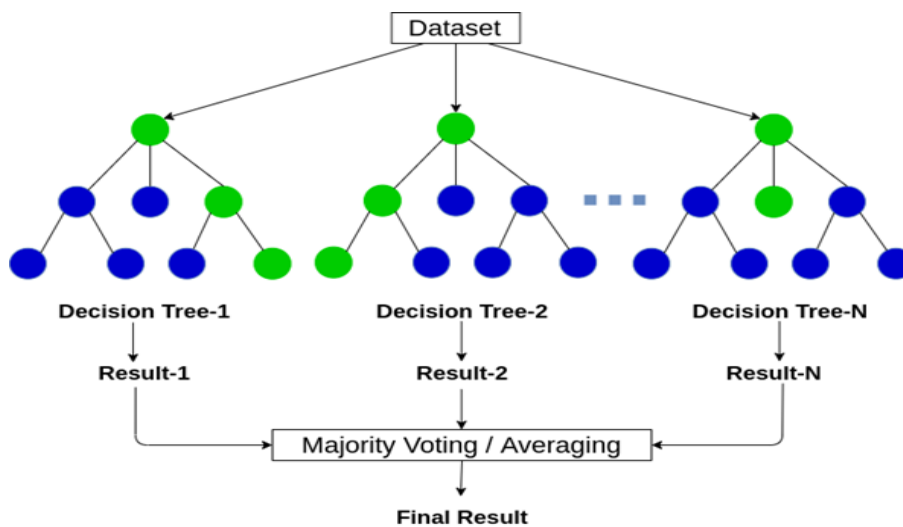 Dataset
Decision Tree-1
Decision Tree-2
Decision Tree-N
Result-1
Result-2
Result-N
Majority Voting / Averaging
Final Result